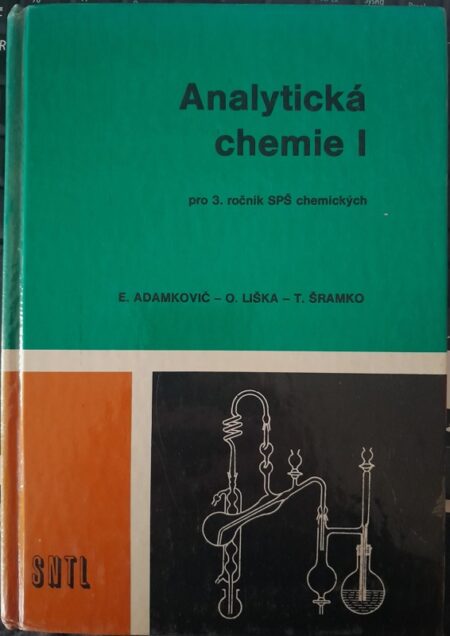 Analytická
chemie I
pro 3. ročník SPŠ chemických
E. ADAMKOVIČ – O. LIŠKA – T. ŠRAMKO
SNTL